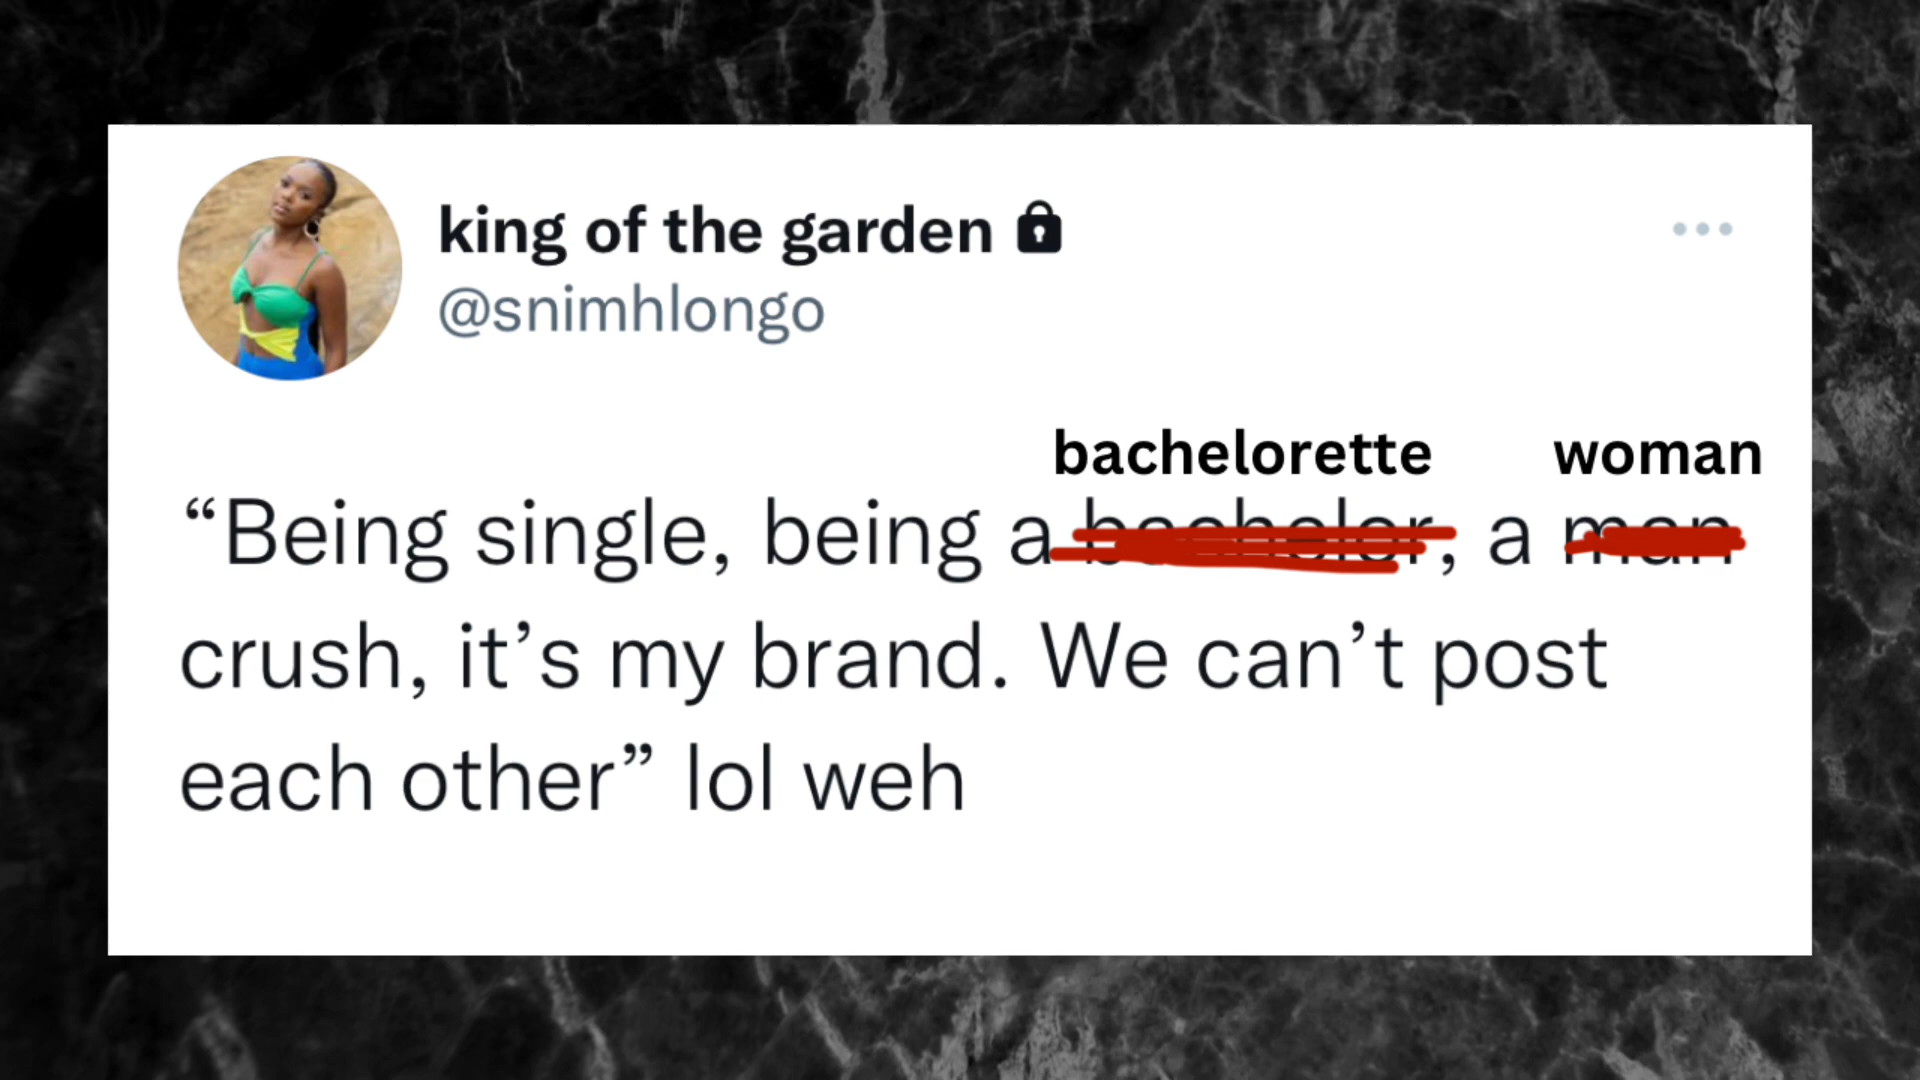 king of the garden
@snimhlongo
bachelorette woman
“Being single, being a bachelor, a man
crush, it’s my brand. We can’t post
each other” lol weh